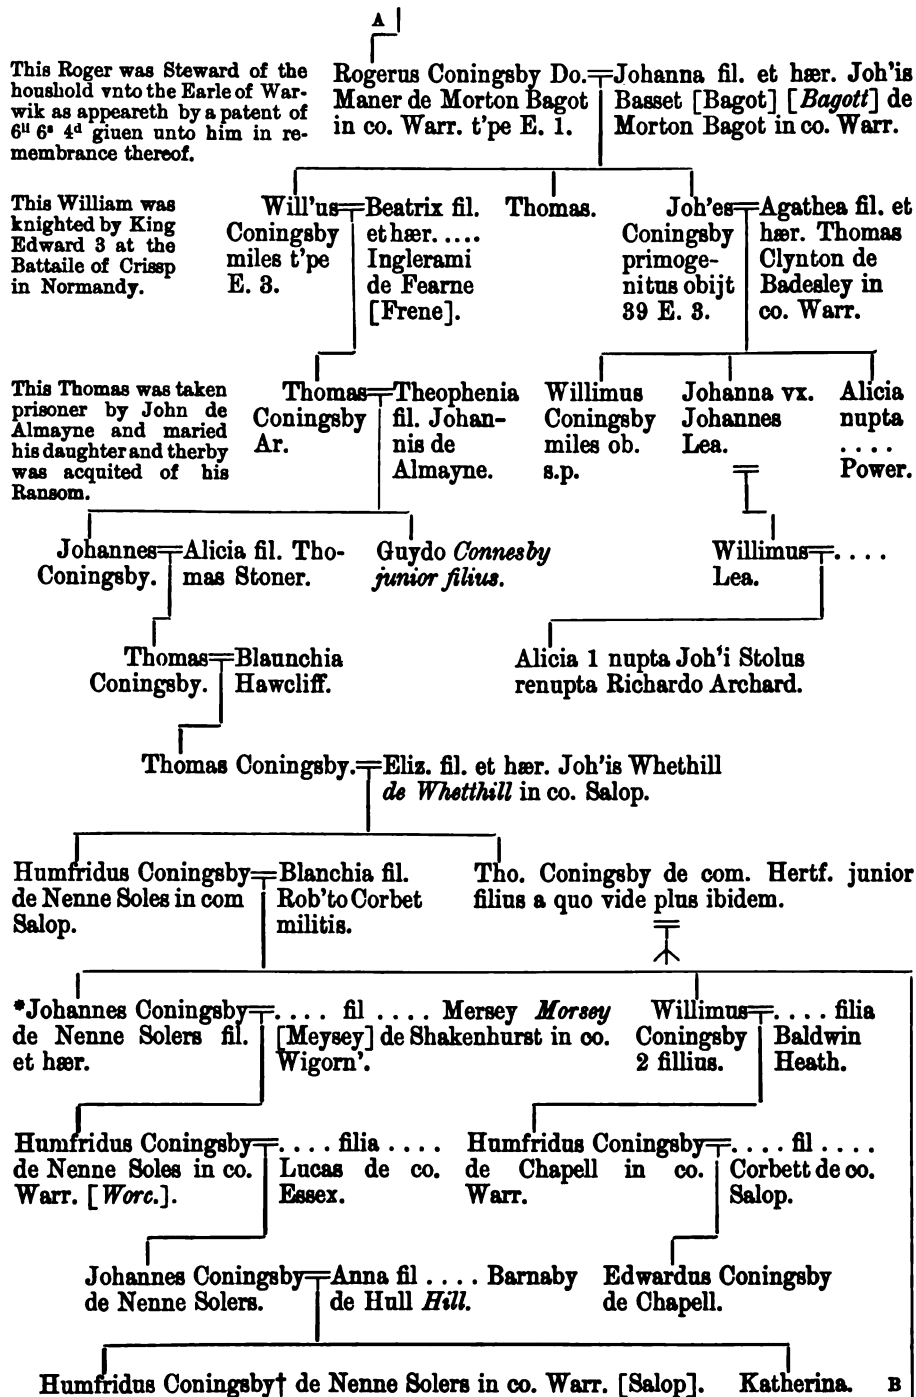 A
This Roger was Steward of the
houshold vnto the Earle of War-
wik as appeareth by a patent of
6ˡⁱ 6ˢ 4ᵈ giuen unto him in re-
membrance thereof.
Rogerus Coningsby Do.
Maner de Morton Bagot
in co. Warr. t'pe E. 1.
Johanna fil. et hær. Joh'is
Basset [Bagot] [Bagott] de
Morton Bagot in co. Warr.
This William was
knighted by King
Edward 3 at the
Battaile of Crissp
in Normandy.
Will'us
Coningsby
miles t'pe
E. 3.
Beatrix fil.
et hær. ....
Inglerami
de Fearne
[Frene].
Thomas.
Joh'es
Coningsby
primoge-
nitus obijt
39 E. 3.
Agathea fil. et
hær. Thomas
Clynton de
Badesley in
co. Warr.
This Thomas was taken
prisoner by John de
Almayne and maried
his daughter and therby
was acquited of his
Ransom.
Thomas
Coningsby
Ar.
Theophenia
fil. Johan-
nis de
Almayne.
Willimus
Coningsby
miles ob.
s.p.
Johanna vx.
Johannes
Lea.
Alicia
nupta
....
Power.
Johannes
Coningsby.
Alicia fil. Tho-
mas Stoner.
Guydo Connesby
junior filius.
Willimus
Lea.
....
Thomas
Coningsby.
Blaunchia
Hawcliff.
Alicia 1 nupta Joh'i Stolus
renupta Richardo Archard.
Thomas Coningsby.
Eliz. fil. et hær. Joh'is Whethill
de Whetthill in co. Salop.
Humfridus Coningsby
de Nenne Soles in com
Salop.
Blanchia fil.
Rob'to Corbet
militis.
Tho. Coningsby de com. Hertf. junior
filius a quo vide plus ibidem.
*Johannes Coningsby
de Nenne Solers fil.
et hær.
.... fil .... Mersey Morsey
[Meysey] de Shakenhurst in co.
Wigorn'.
Willimus
Coningsby
2 fillius.
.... filia
Baldwin
Heath.
Humfridus Coningsby
de Nenne Soles in co.
Warr. [Worc.].
.... filia ....
Lucas de co.
Essex.
Humfridus Coningsby
de Chapell in co.
Warr.
.... fil ....
Corbett de co.
Salop.
Johannes Coningsby
de Nenne Solers.
Anna fil .... Barnaby
de Hull Hill.
Edwardus Coningsby
de Chapell.
Humfridus Coningsby† de Nenne Solers in co. Warr. [Salop].
Katherina.
B